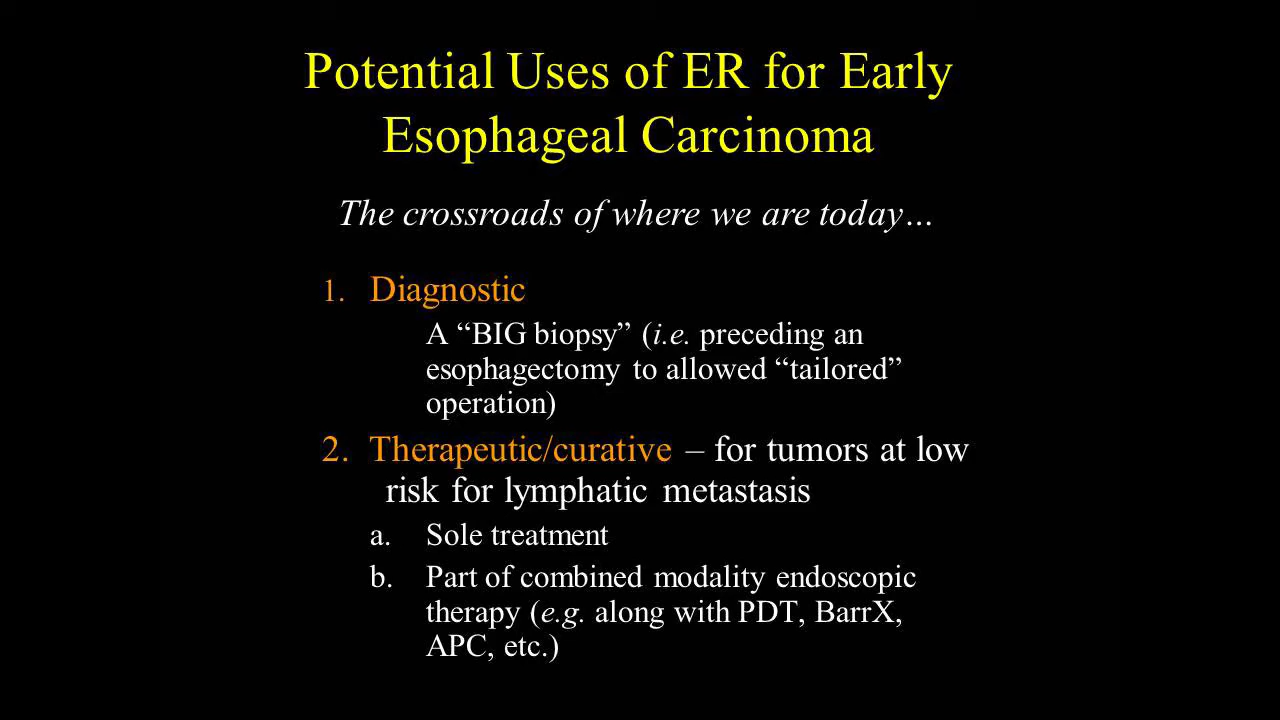 Potential Uses of ER for Early
Esophageal Carcinoma
The crossroads of where we are today…
1. Diagnostic
A “BIG biopsy” (i.e. preceding an
esophagectomy to allowed “tailored”
operation)
2. Therapeutic/curative – for tumors at low
risk for lymphatic metastasis
a. Sole treatment
b. Part of combined modality endoscopic
therapy (e.g. along with PDT, BarrX,
APC, etc.)